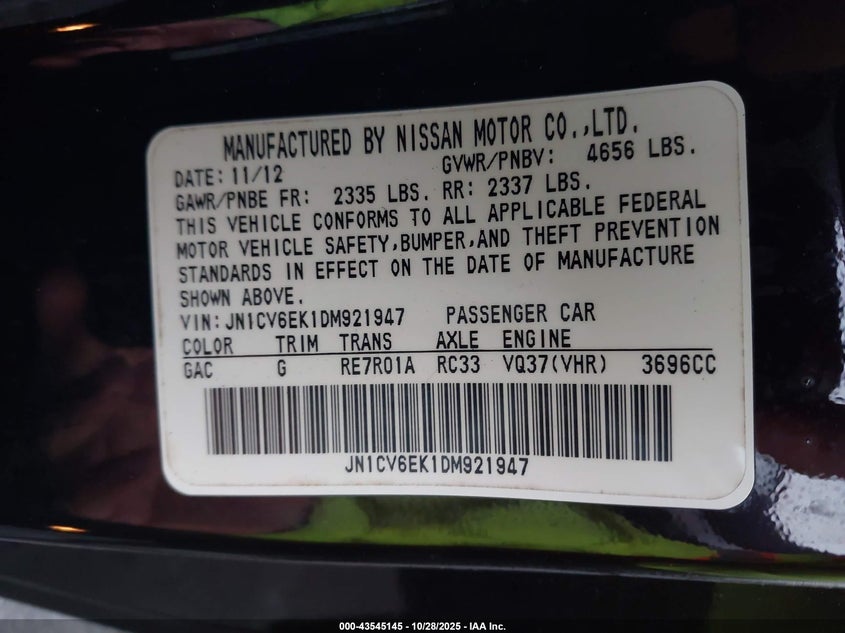 MANUFACTURED BY NISSAN MOTOR CO.,LTD.
DATE: 11/12 GVWR/PNBV: 4656 LBS.
GAWR/PNBE FR: 2335 LBS. RR: 2337 LBS.
THIS VEHICLE CONFORMS TO ALL APPLICABLE FEDERAL
MOTOR VEHICLE SAFETY,BUMPER,AND THEFT PREVENTION
STANDARDS IN EFFECT ON THE DATE OF MANUFACTURE
SHOWN ABOVE.
VIN: JN1CV6EK1DM921947 PASSENGER CAR
COLOR TRIM TRANS AXLE ENGINE
GAC G RE7R01A RC33 VQ37(VHR) 3696CC
JN1CV6EK1DM921947
000-43545145 - 10/28/2025 - IAA Inc.